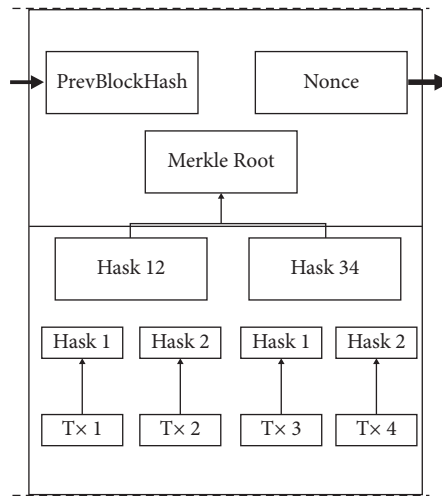 PrevBlockHash
Nonce
Merkle Root
Hask 12
Hask 34
Hask 1
Hask 2
Hask 1
Hask 2
T× 1
T× 2
T× 3
T× 4